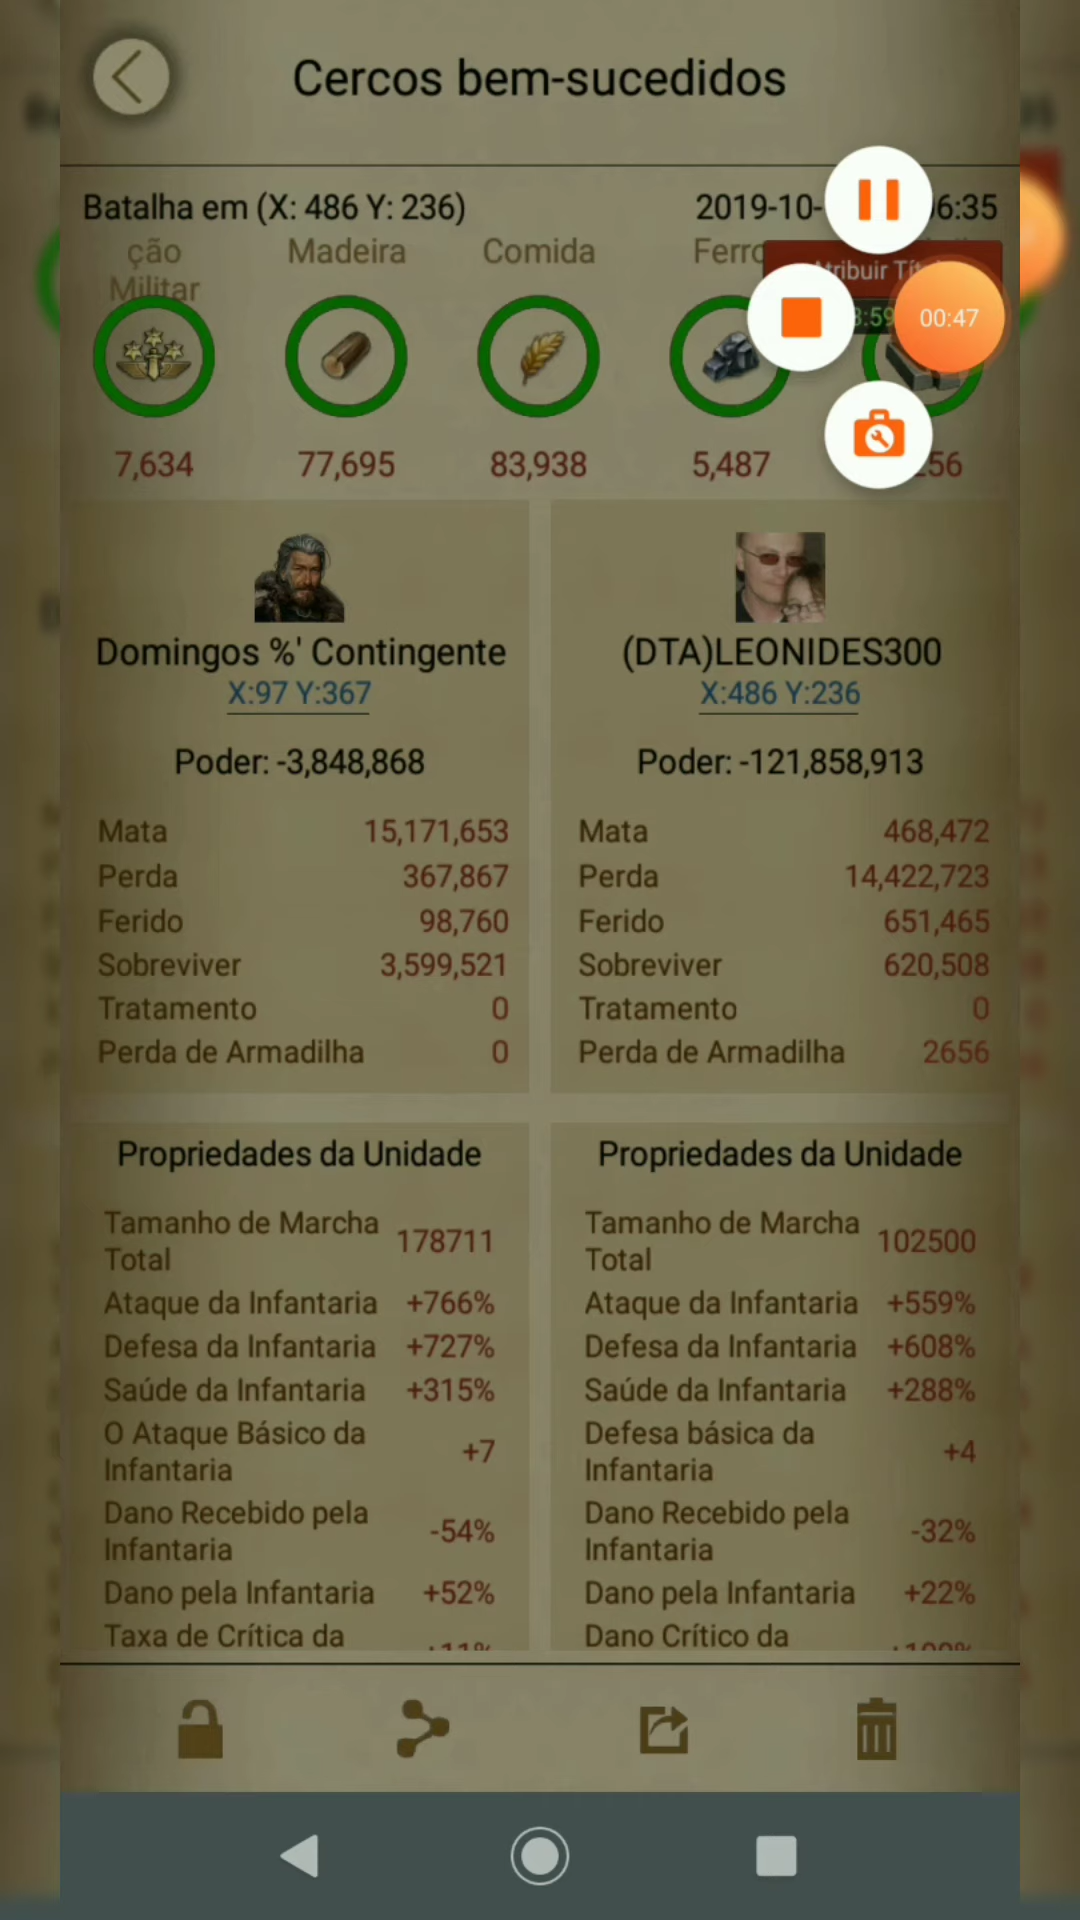 Cercos bem-sucedidos
Batalha em (X: 486 Y: 236) 2019-10- 06:35
ção Militar Madeira Comida Ferro
Atribuir
3:59 00:47
7,634 77,695 83,938 5,487 256
Domingos %' Contingente (DTA)LEONIDES300
X:97 Y:367 X:486 Y:236
Poder: -3,848,868 Poder: -121,858,913
Mata 15,171,653 Mata 468,472
Perda 367,867 Perda 14,422,723
Ferido 98,760 Ferido 651,465
Sobreviver 3,599,521 Sobreviver 620,508
Tratamento 0 Tratamento 0
Perda de Armadilha 0 Perda de Armadilha 2656
Propriedades da Unidade Propriedades da Unidade
Tamanho de Marcha Total 178711 Tamanho de Marcha Total 102500
Ataque da Infantaria +766% Ataque da Infantaria +559%
Defesa da Infantaria +727% Defesa da Infantaria +608%
Saúde da Infantaria +315% Saúde da Infantaria +288%
O Ataque Básico da Infantaria +7 Defesa básica da Infantaria +4
Dano Recebido pela Infantaria -54% Dano Recebido pela Infantaria -32%
Dano pela Infantaria +52% Dano pela Infantaria +22%
Taxa de Crítica da +11% Dano Crítico da +100%